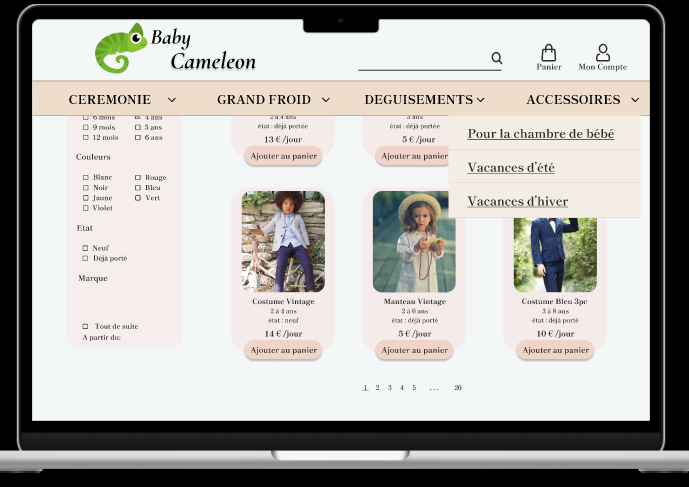 Baby
Cameleon
Panier
Mon Compte
CEREMONIE
GRAND FROID
DEGUISEMENTS
ACCESSOIRES
Pour la chambre de bébé
Vacances d'été
Vacances d'hiver
6 mois
4 ans
9 mois
5 ans
12 mois
6 ans
Couleurs
Blanc
Rouge
Noir
Bleu
Jaune
Vert
Violet
Etat
Neuf
Déjà porté
Marque
Tout de suite
A partir du:
2 à 4 ans
état : déjà portée
13 € /jour
Ajouter au panier
3 ans
état : déjà porté
5 € /jour
Ajouter au
Costume Vintage
2 à 4 ans
état : neuf
14 € /jour
Ajouter au panier
Manteau Vintage
2 à 6 ans
état : déjà porté
5 € /jour
Ajouter au panier
Costume Bleu 3pc
3 à 8 ans
état : déjà porté
10 € /jour
Ajouter au panier
1 2 3 4 5 ... 20